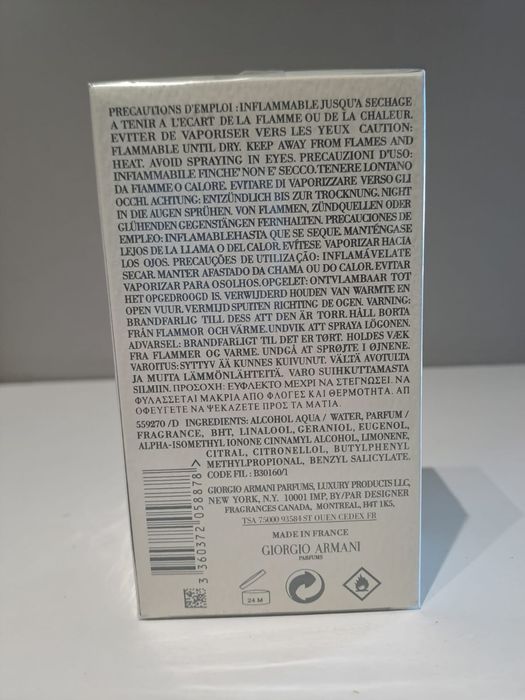 PRECAUTIONS D'EMPLOI : INFLAMMABLE JUSQU'A SECHAGE
A TENIR A L'ECART DE LA FLAMME OU DE LA CHALEUR.
EVITER DE VAPORISER VERS LES YEUX CAUTION:
FLAMMABLE UNTIL DRY. KEEP AWAY FROM FLAMES AND
HEAT. AVOID SPRAYING IN EYES. PRECAUZIONI D'USO:
INFIAMMABILE FINCHE' NON E' SECCO.TENERE LONTANO
DA FIAMME O CALORE. EVITARE DI VAPORIZZARE VERSO GLI
OCCHI. ACHTUNG: ENTZÜNDLICH BIS ZUR TROCKNUNG. NIGHT
IN DIE AUGEN SPRÜHEN. VON FLAMMEN, ZÜNDQUELLEN ODER
GLÜHENDEN GEGENSTÄNGEN FERNHALTEN. PRECAUCIONES DE
EMPLEO: INFLAMABLEHASTA QUE SE SEQUE. MANTÉNGASE
LEJOS DE LA LLAMA O DEL CALOR. EVÍTESE VAPORIZAR HACIA
LOS OJOS. PRECAUÇÕES DE UTILIZAÇÃO: INFLAMÁVELATE
SECAR. MANTER AFASTADO DA CHAMA OU DO CALOR. EVITAR
VAPORIZAR PARA OSOLHOS.OPGELET: ONTVLAMBAAR TOT
HET OPGEDROOGD IS. VERWIJDERD HOUDEN VAN WARMTE EN
OPEN VUUR. VERMIJD SPUITEN RICHTING DE OGEN. VARNING:
BRANDFARLIG TILL DESS ATT DEN ÄR TORR. HÅLL BORTA
FRÅN FLAMMOR OCH VÄRME. UNDVIK ATT SPRAYA I ÖGONEN.
ADVARSEL: BRANDFARLIGT TIL DET ER TØRT. HOLDES VÆK
FRA FLAMMER OG VARME. UNDGÅ AT SPRØJTE I ØJNENE.
VAROITUS: SYTTYV ÄÄ KUNNES KUIVUNUT. VÄLTÄ AVOTULTA
JA MUITA LÄMMÖNLÄHTEITÄ. VARO SUIHKUTTAMASTA
SILMIIN. ΠΡΟΣΟΧΗ: ΕΥΦΛΕΚΤΟ ΜΕΧΡΙ ΝΑ ΣΤΕΓΝΩΣΕΙ. ΝΑ
ΦΥΛΑΣΣΕΤΑΙ ΜΑΚΡΙΑ ΑΠΟ ΦΛΟΓΕΣ ΚΑΙ ΘΕΡΜΟΤΗΤΑ. ΑΠ
ΟΦΕΥΓΕΤΕ ΝΑ ΨΕΚΑΖΕΤΕ ΠΡΟΣ ΤΑ ΜΑΤΙΑ.
559270 /D INGREDIENTS: ALCOHOL AQUA / WATER, PARFUM /
FRAGRANCE, BHT, LINALOOL, GERANIOL, EUGENOL,
ALPHA-ISOMETHYL IONONE CINNAMYL ALCOHOL, LIMONENE,
CITRAL, CITRONELLOL, BUTYLPHENYL
METHYLPROPIONAL, BENZYL SALICYLATE.
CODE FIL : B30160/1
GIORGIO ARMANI PARFUMS, LUXURY PRODUCTS LLC,
NEW YORK, N.Y. 10001 IMP, BY/PAR DESIGNER
FRAGRANCES CANADA, MONTREAL, H4T 1K5,
TSA 75000 93584 ST OUEN CEDEX FR
MADE IN FRANCE
GIORGIO ARMANI
PARFUMS
3 360372 058878 >
24 M